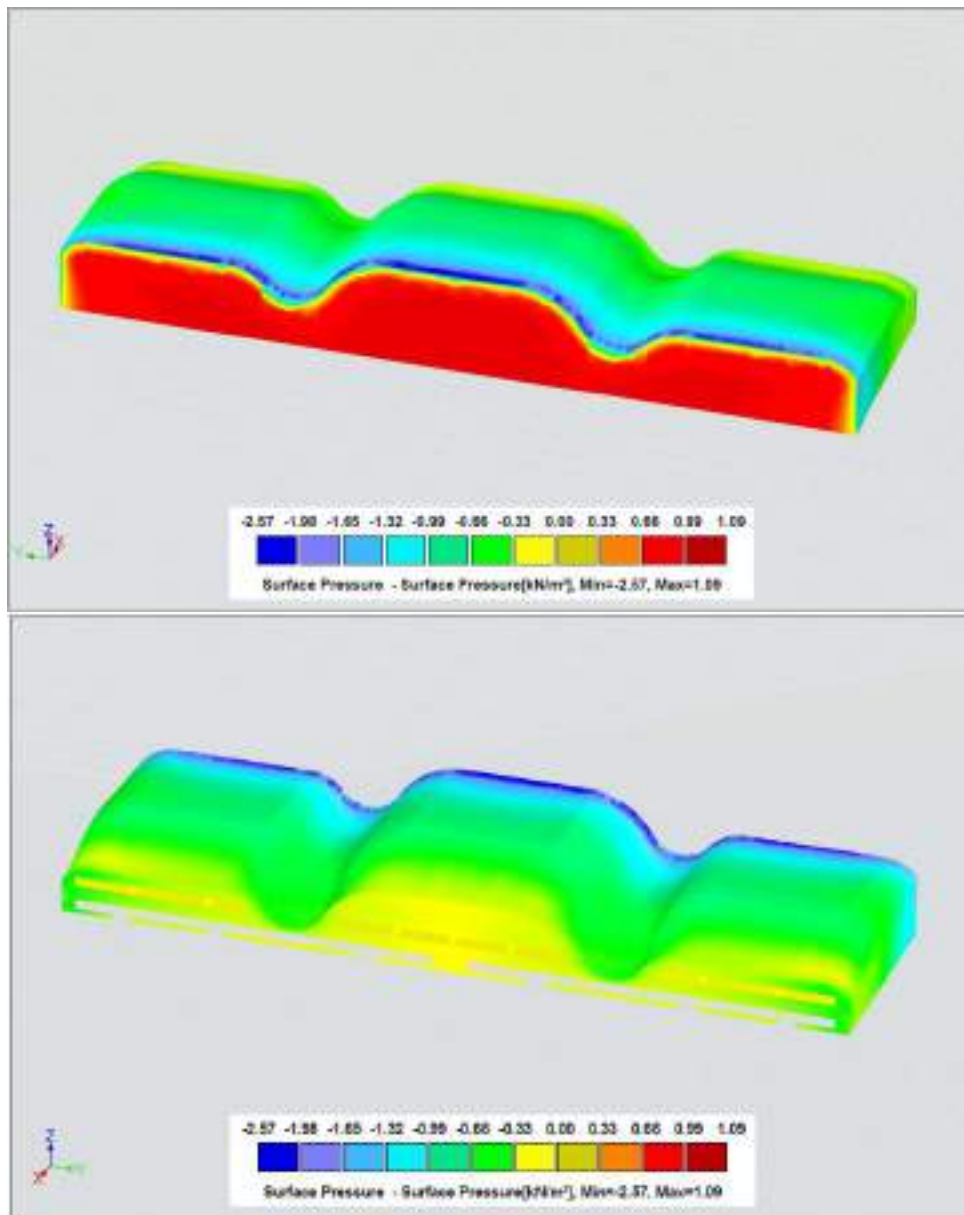 -2.57 -1.98 -1.65 -1.32 -0.99 -0.66 -0.33 0.00 0.33 0.66 0.99 1.09
Surface Pressure - Surface Pressure[kN/m²], Min=-2.57, Max=1.09
-2.57 -1.98 -1.65 -1.32 -0.99 -0.66 -0.33 0.00 0.33 0.66 0.99 1.09
Surface Pressure - Surface Pressure[kN/m²], Min=-2.57, Max=1.09